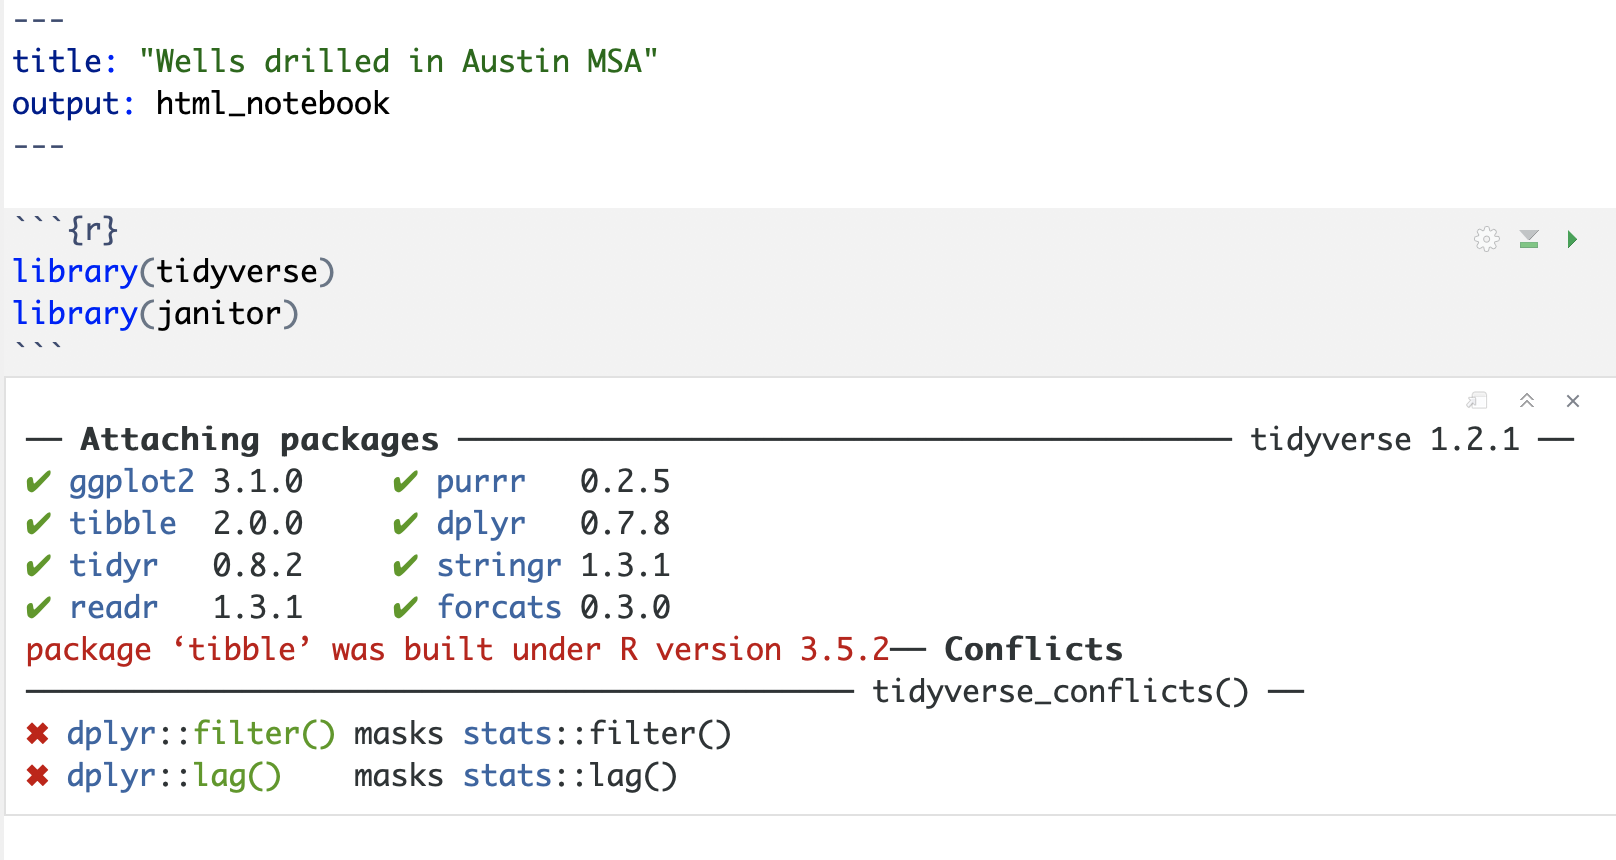 ---
title: "Wells drilled in Austin MSA"
output: html_notebook
---
```{r}
library(tidyverse)
library(janitor)
```
── Attaching packages ─────────────────────────────────────────── tidyverse 1.2.1 ──
✔ ggplot2 3.1.0     ✔ purrr   0.2.5
✔ tibble  2.0.0     ✔ dplyr   0.7.8
✔ tidyr   0.8.2     ✔ stringr 1.3.1
✔ readr   1.3.1     ✔ forcats 0.3.0
package ‘tibble’ was built under R version 3.5.2── Conflicts
────────────────────────────────────────────── tidyverse_conflicts() ──
✖ dplyr::filter() masks stats::filter()
✖ dplyr::lag()    masks stats::lag()